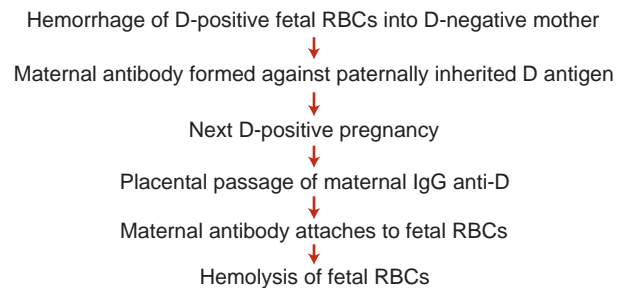 Hemorrhage of D-positive fetal RBCs into D-negative mother
Maternal antibody formed against paternally inherited D antigen
Next D-positive pregnancy
Placental passage of maternal IgG anti-D
Maternal antibody attaches to fetal RBCs
Hemolysis of fetal RBCs